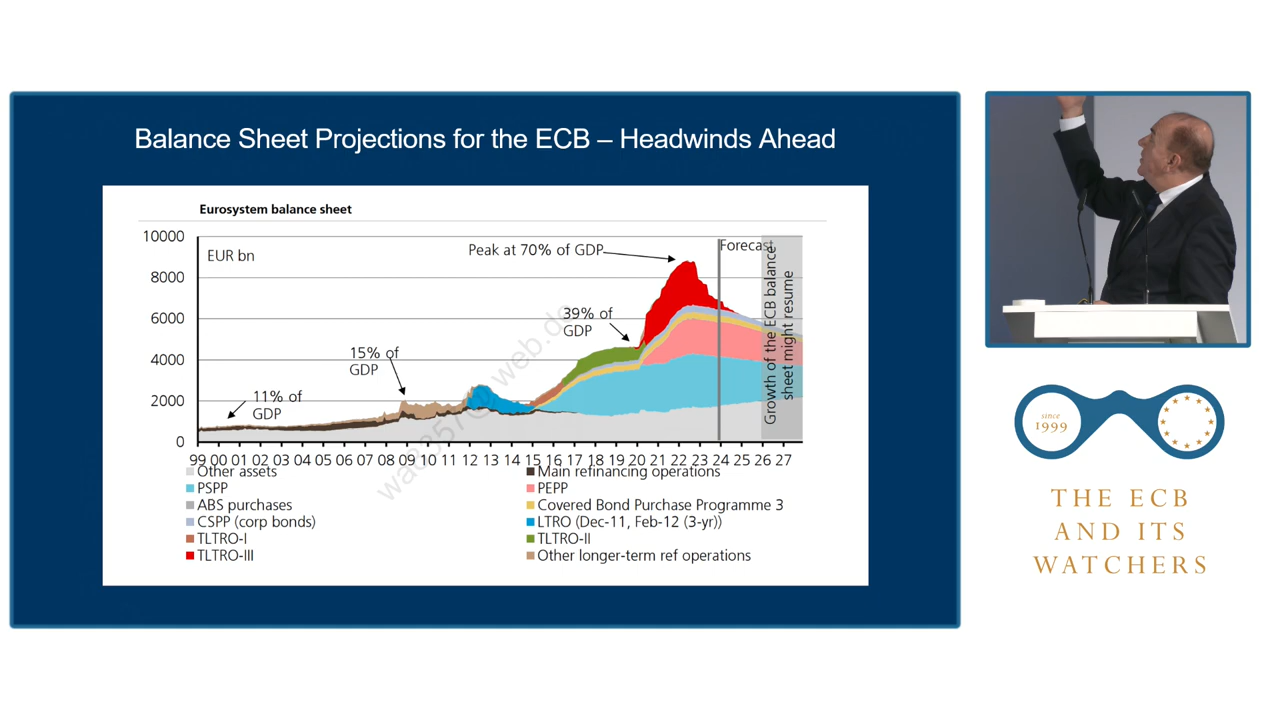 Balance Sheet Projections for the ECB – Headwinds Ahead
Eurosystem balance sheet
EUR bn
10000
8000
6000
4000
2000
0
11% of
GDP
15% of
GDP
39% of
GDP
Peak at 70% of GDP
Forecast
Growth of the ECB balance
sheet might resume
99 00 01 02 03 04 05 06 07 08 09 10 11 12 13 14 15 16 17 18 19 20 21 22 23 24 25 26 27
Other assets
Main refinancing operations
PSPP
PEPP
ABS purchases
Covered Bond Purchase Programme 3
CSPP (corp bonds)
LTRO (Dec-11, Feb-12 (3-yr))
TLTRO-I
TLTRO-II
TLTRO-III
Other longer-term ref operations
since
1999
THE ECB
AND ITS
WATCHERS